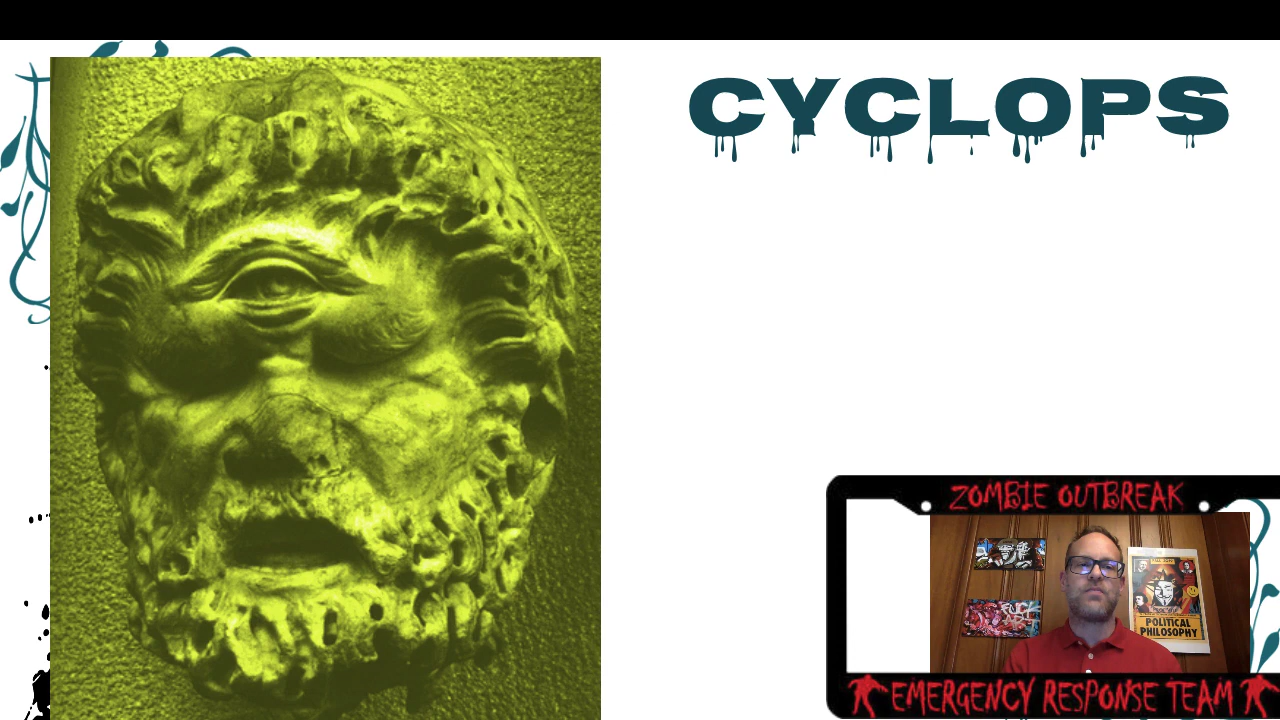 CYCLOPS
ZOMBIE OUTBREAK
POLITICAL
PHILOSOPHY
EMERGENCY RESPONSE TEAM